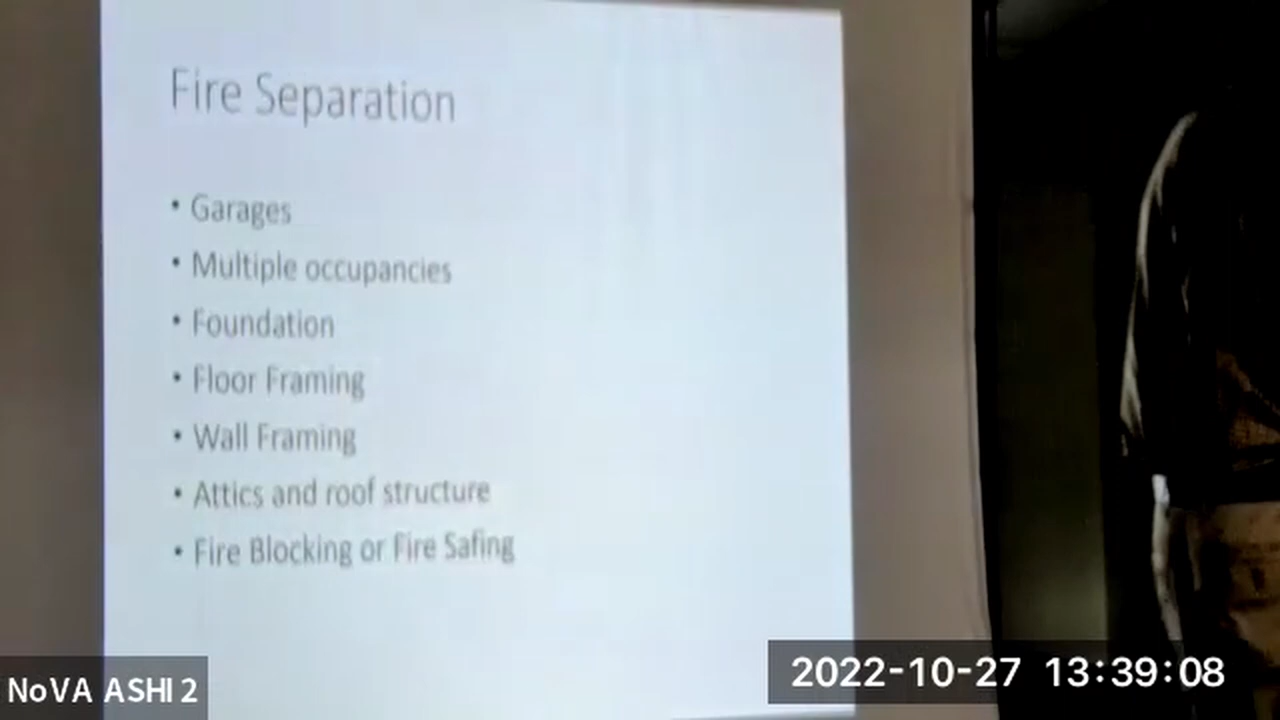 Fire Separation
• Garages
• Multiple occupancies
• Foundation
• Floor Framing
• Wall Framing
• Attics and roof structure
• Fire Blocking or Fire Safing
NoVA ASHI 2
2022-10-27 13:39:08